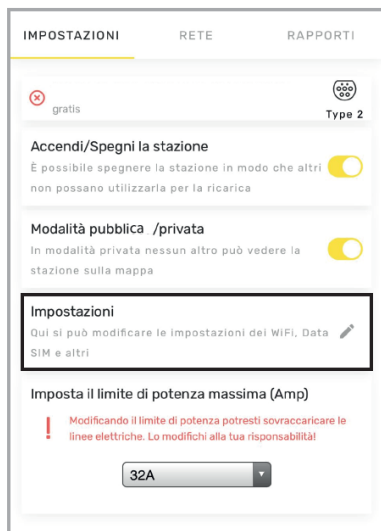 IMPOSTAZIONI RETE RAPPORTI
gratis
Type 2
Accendi/Spegni la stazione
È possibile spegnere la stazione in modo che altri
non possano utilizzarla per la ricarica
Modalità pubblica /privata
In modalità privata nessun altro può vedere la
stazione sulla mappa
Impostazioni
Qui si può modificare le impostazioni dei WiFi, Data
SIM e altri
Imposta il limite di potenza massima (Amp)
! Modificando il limite di potenza potresti sovraccaricare le
linee elettriche. Lo modifichi alla tua risponsabilità!
32A